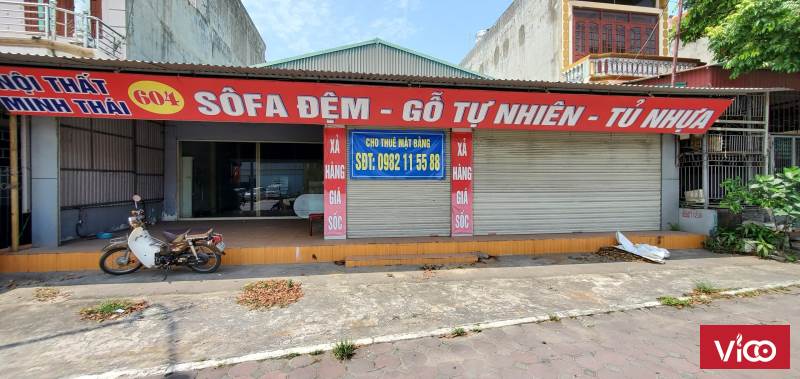 NỘI THẤT
MINH THÁI
604
SÔFA ĐỆM - GỖ TỰ NHIÊN - TỦ NHỰA
XẢ
HÀNG
GIÁ
SỐC
CHO THUÊ MẶT BẰNG
SĐT: 0982 11 55 88
XẢ
HÀNG
GIÁ
SỐC
ViCO